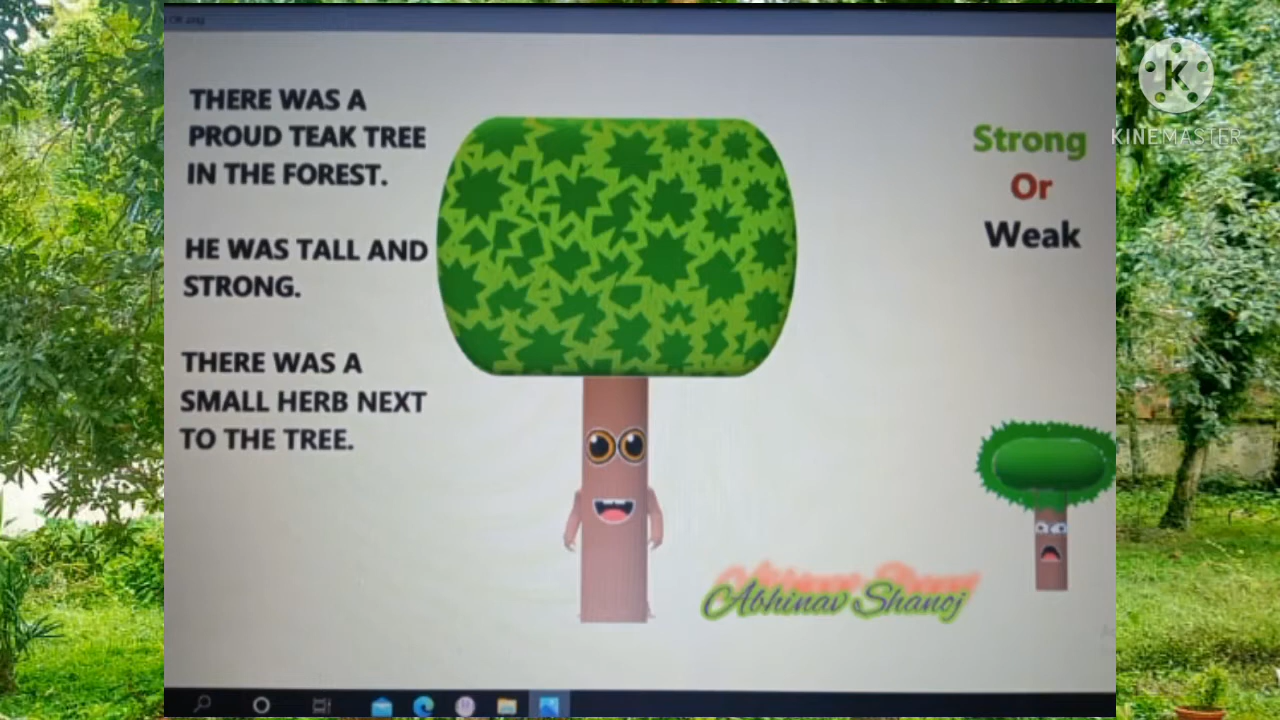 THERE WAS A
PROUD TEAK TREE
IN THE FOREST.
HE WAS TALL AND
STRONG.
THERE WAS A
SMALL HERB NEXT
TO THE TREE.
Strong
Or
Weak
Abhinav Shanoj
K
KINEMASTER